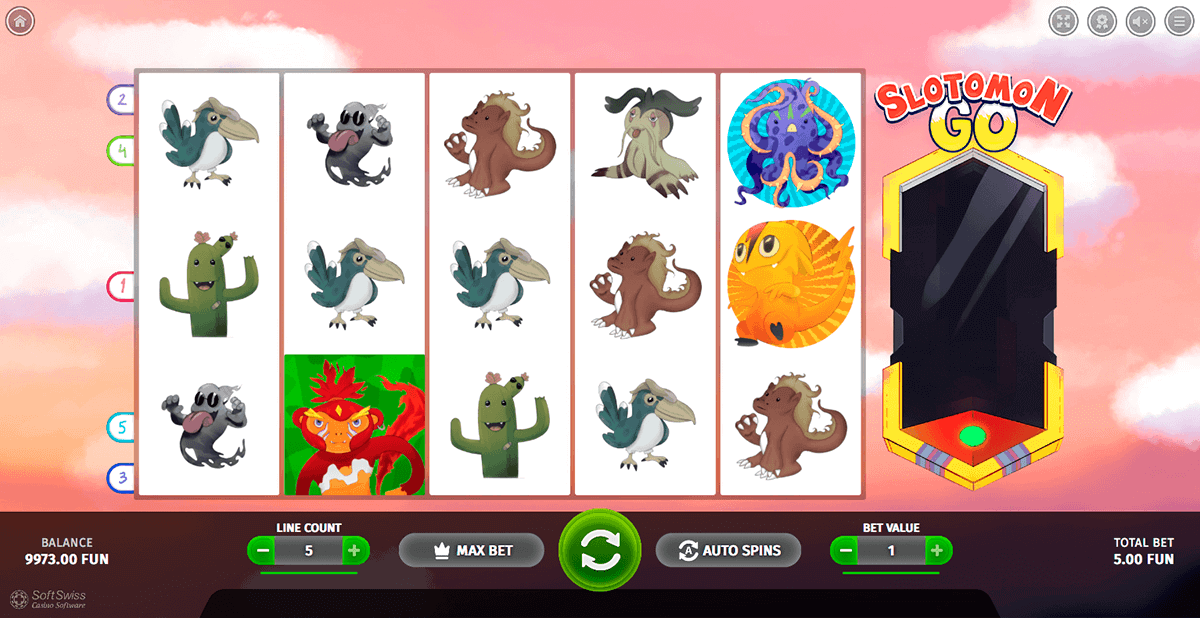 SLOTOMON
GO
2
4
1
5
3
BALANCE
9973.00 FUN
LINE COUNT
5
MAX BET
A
AUTO SPINS
BET VALUE
1
TOTAL BET
5.00 FUN
SoftSwiss
Casino Software